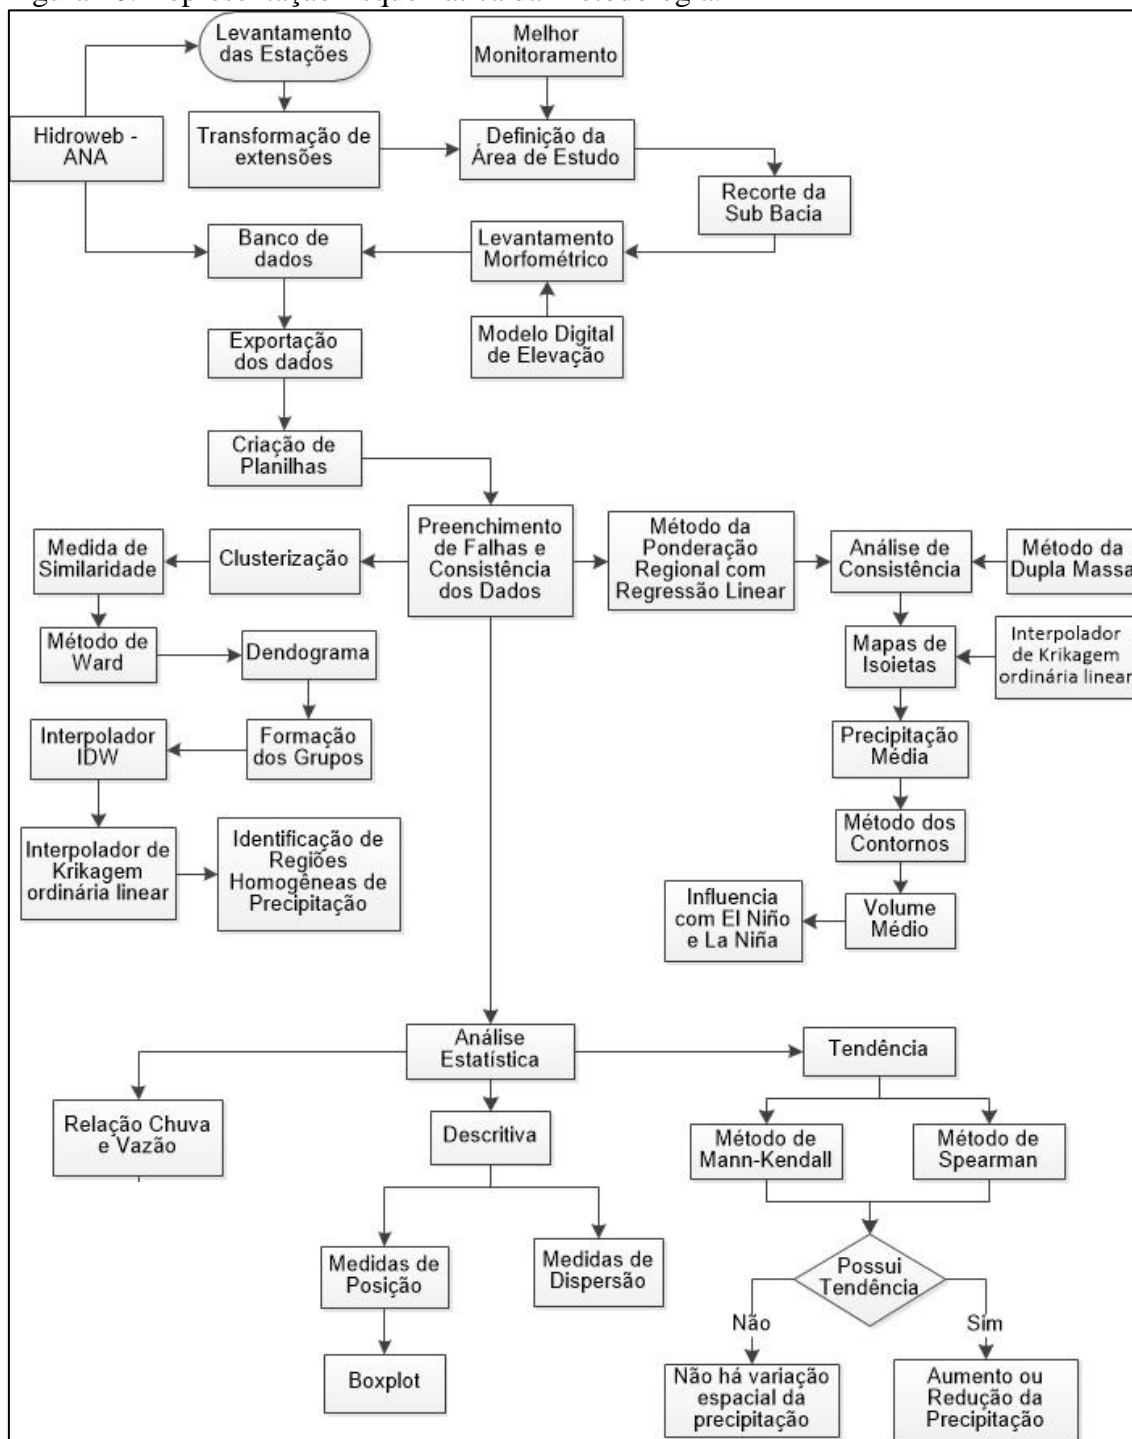 Levantamento
das Estações
Melhor
Monitoramento
Hidroweb -
ANA
Transformação de
extensões
Definição da
Área de Estudo
Recorte da
Sub Bacia
Banco de
dados
Levantamento
Morfométrico
Exportação
dos dados
Modelo Digital
de Elevação
Criação de
Planilhas
Medida de
Similaridade
Clusterização
Preenchimento
de Falhas e
Consistência
dos Dados
Método da
Ponderação
Regional com
Regressão Linear
Análise de
Consistência
Método da
Dupla Massa
Método de
Ward
Dendograma
Mapas de
Isoietas
Interpolador
de Krikagem
ordinária linear
Interpolador
IDW
Formação
dos Grupos
Precipitação
Média
Interpolador de
Krikagem
ordinária linear
Identificação de
Regiões
Homogêneas de
Precipitação
Método dos
Contornos
Influencia
com El Niño
e La Niña
Volume
Médio
Análise
Estatística
Tendência
Relação Chuva
e Vazão
Descritiva
Método de
Mann-Kendall
Método de
Spearman
Medidas de
Posição
Medidas de
Dispersão
Possui
Tendência
Não
Sim
Boxplot
Não há variação
espacial da
precipitação
Aumento ou
Redução da
Precipitação